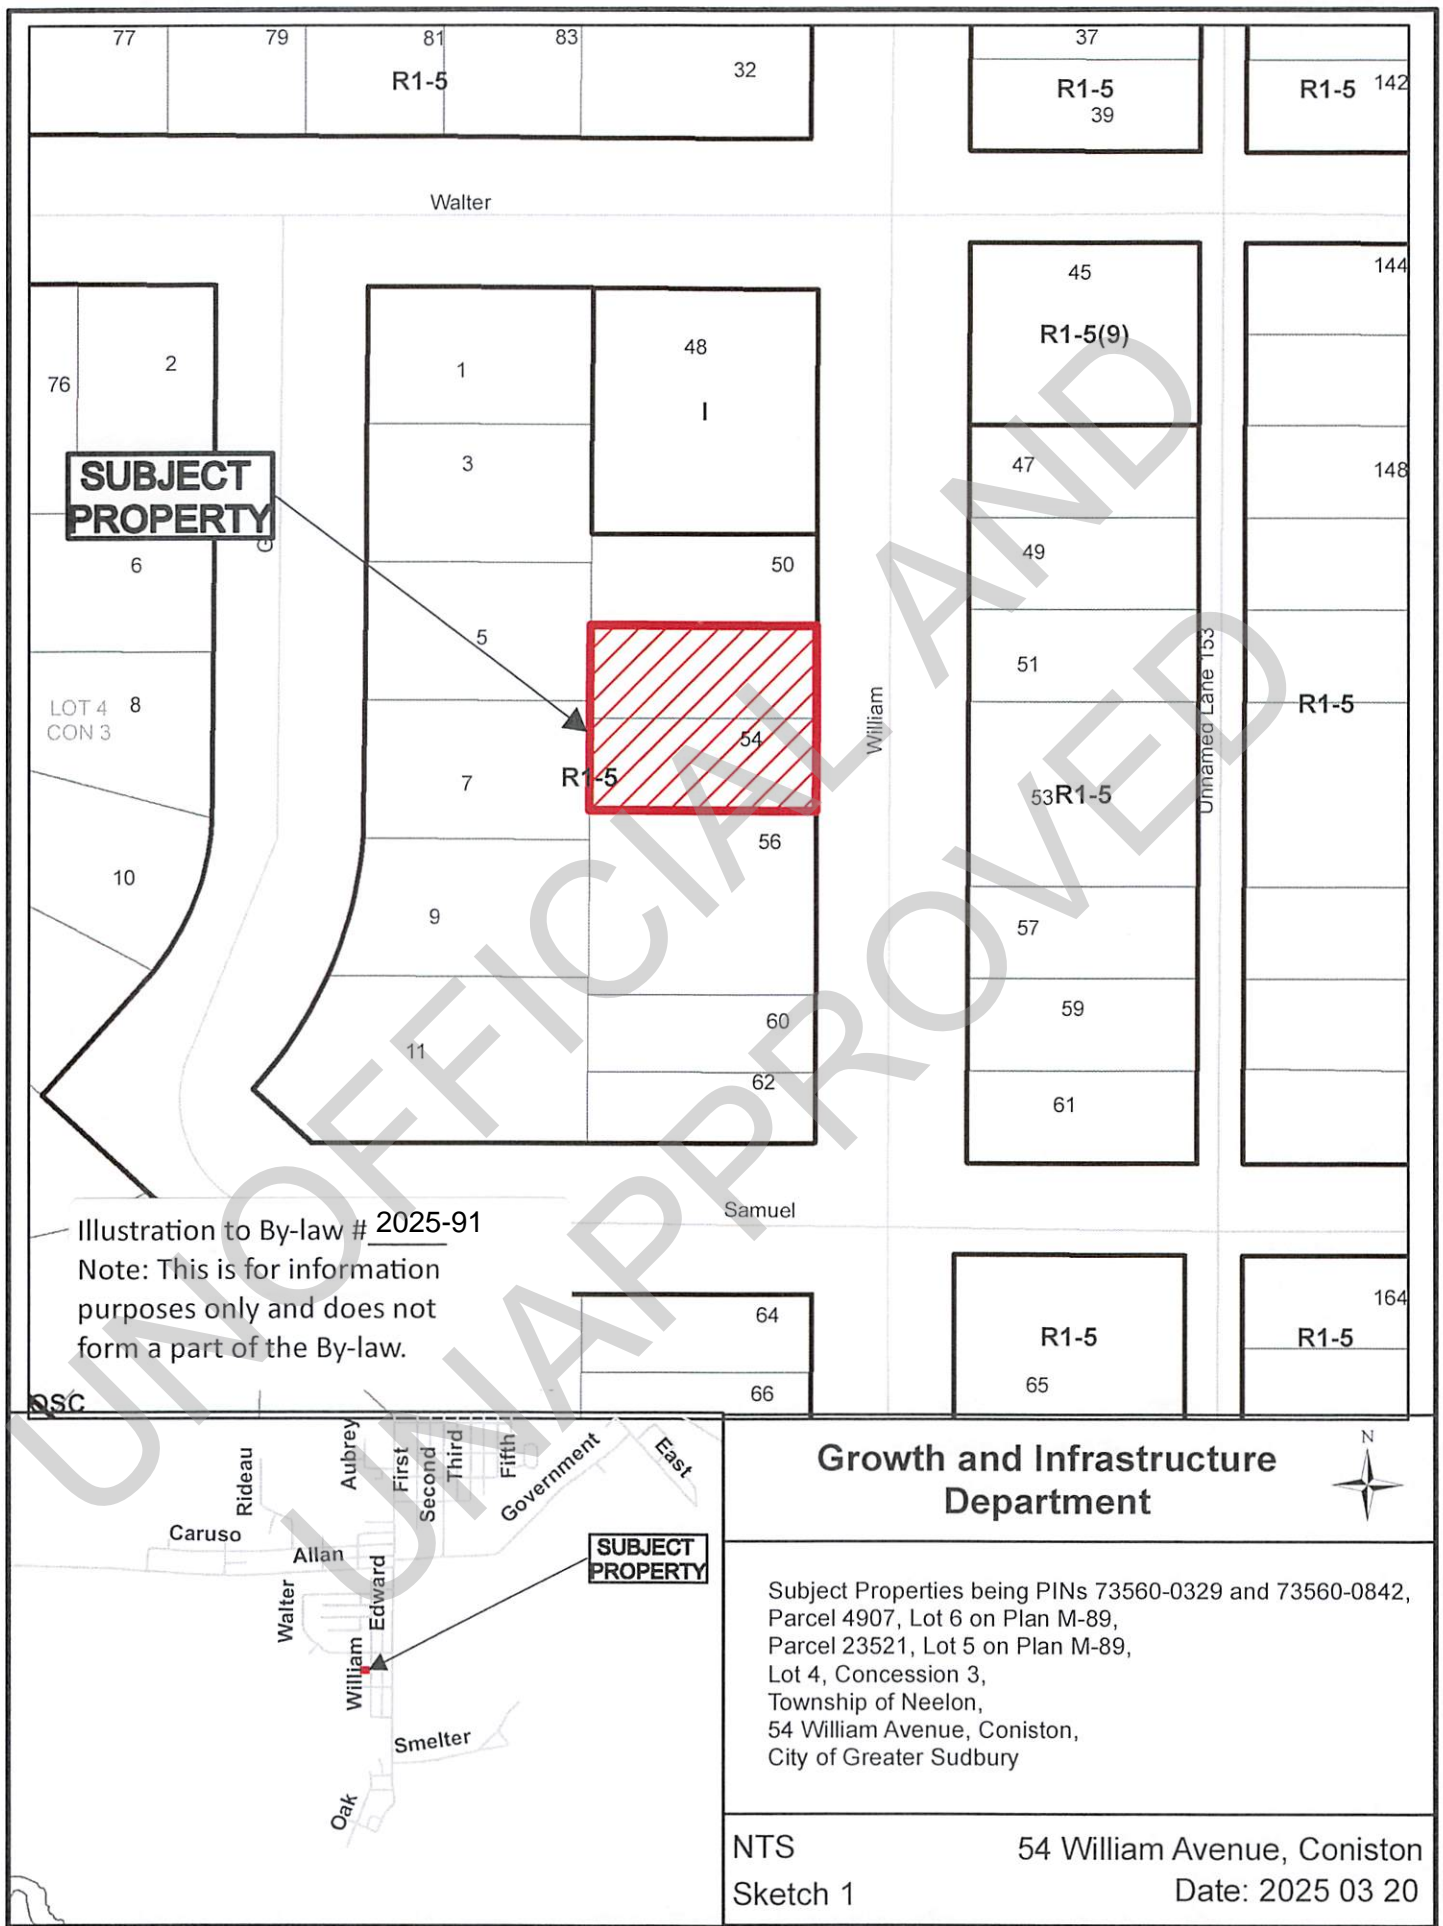 77 79 81 83
R1-5
32
37
R1-5
39
R1-5 142
Walter
76
2
1
48
I
45
R1-5(9)
144
SUBJECT
PROPERTY
G
3
47
148
6
50
49
5
51
LOT 4
CON 3
8
54
William
Unnamed Lane 153
R1-5
7
R1-5
53 R1-5
56
10
9
57
60
59
11
62
61
Samuel
Illustration to By-law # 2025-91
Note: This is for information
purposes only and does not
form a part of the By-law.
64
66
R1-5
65
R1-5
164
OSC
UNOFFICIAL AND
UNAPPROVED
Rideau
Aubrey
First
Second
Third
Fifth
Government
East
Caruso
Allan
Walter
Edward
William
SUBJECT
PROPERTY
Smelter
Oak
Growth and Infrastructure
Department
N
Subject Properties being PINs 73560-0329 and 73560-0842,
Parcel 4907, Lot 6 on Plan M-89,
Parcel 23521, Lot 5 on Plan M-89,
Lot 4, Concession 3,
Township of Neelon,
54 William Avenue, Coniston,
City of Greater Sudbury
NTS
54 William Avenue, Coniston
Sketch 1
Date: 2025 03 20